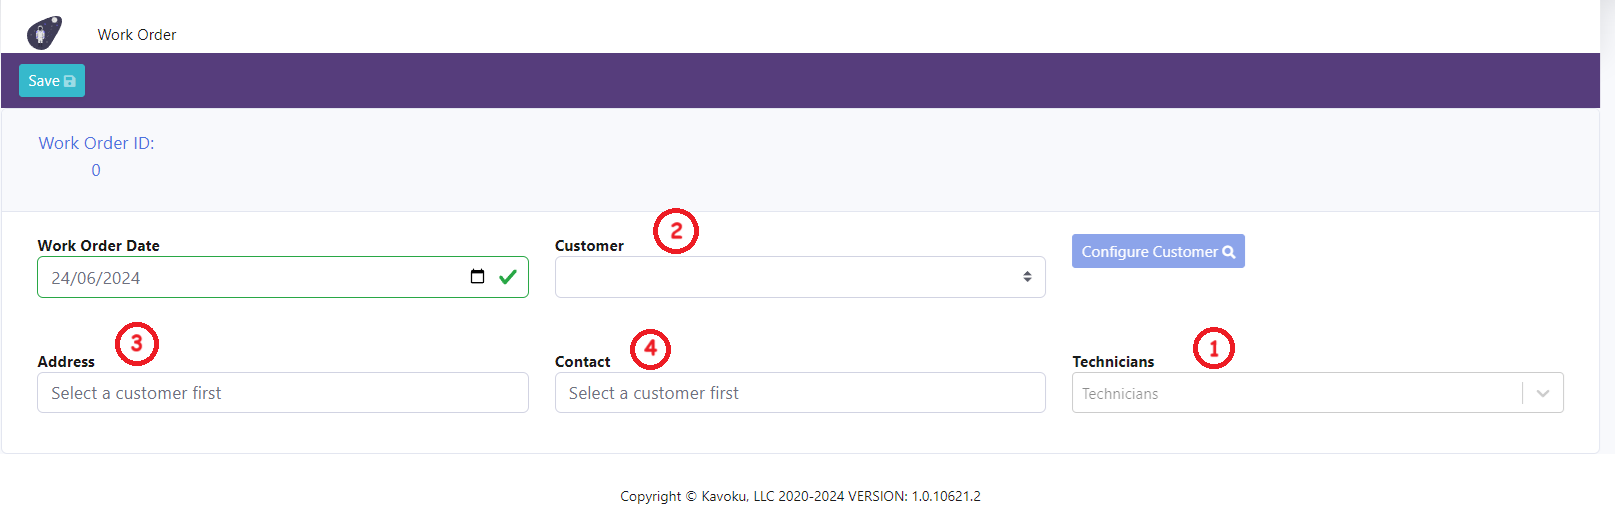 Work Order
Save
Work Order ID:
0
Work Order Date
24/06/2024
Customer
2
Configure Customer
Address
3
Select a customer first
Contact
4
Select a customer first
Technicians
1
Technicians
Copyright © Kavoku, LLC 2020-2024 VERSION: 1.0.10621.2